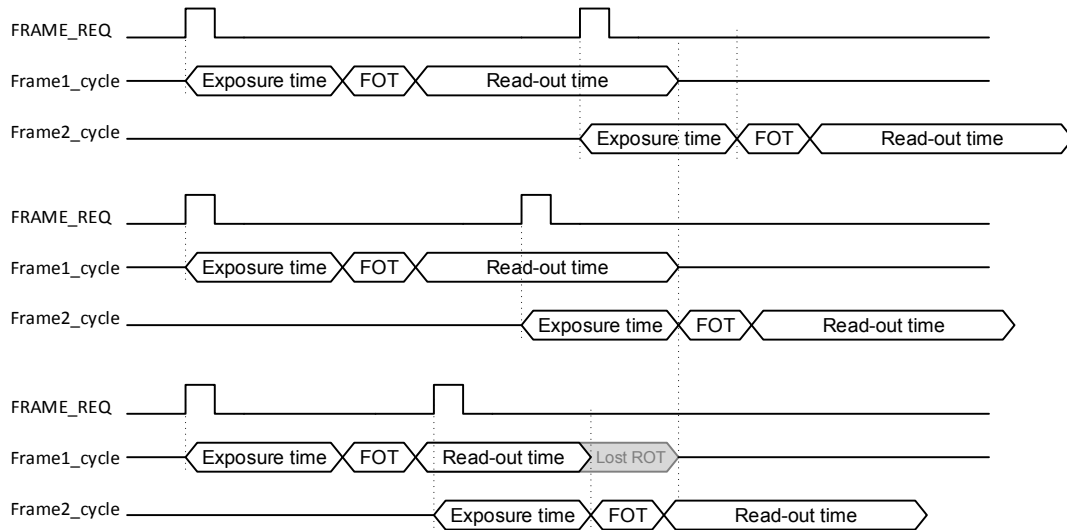 FRAME_REQ
Frame1_cycle Exposure time FOT Read-out time
Frame2_cycle Exposure time FOT Read-out time
FRAME_REQ
Frame1_cycle Exposure time FOT Read-out time
Frame2_cycle Exposure time FOT Read-out time
FRAME_REQ
Frame1_cycle Exposure time FOT Read-out time Lost ROT
Frame2_cycle Exposure time FOT Read-out time